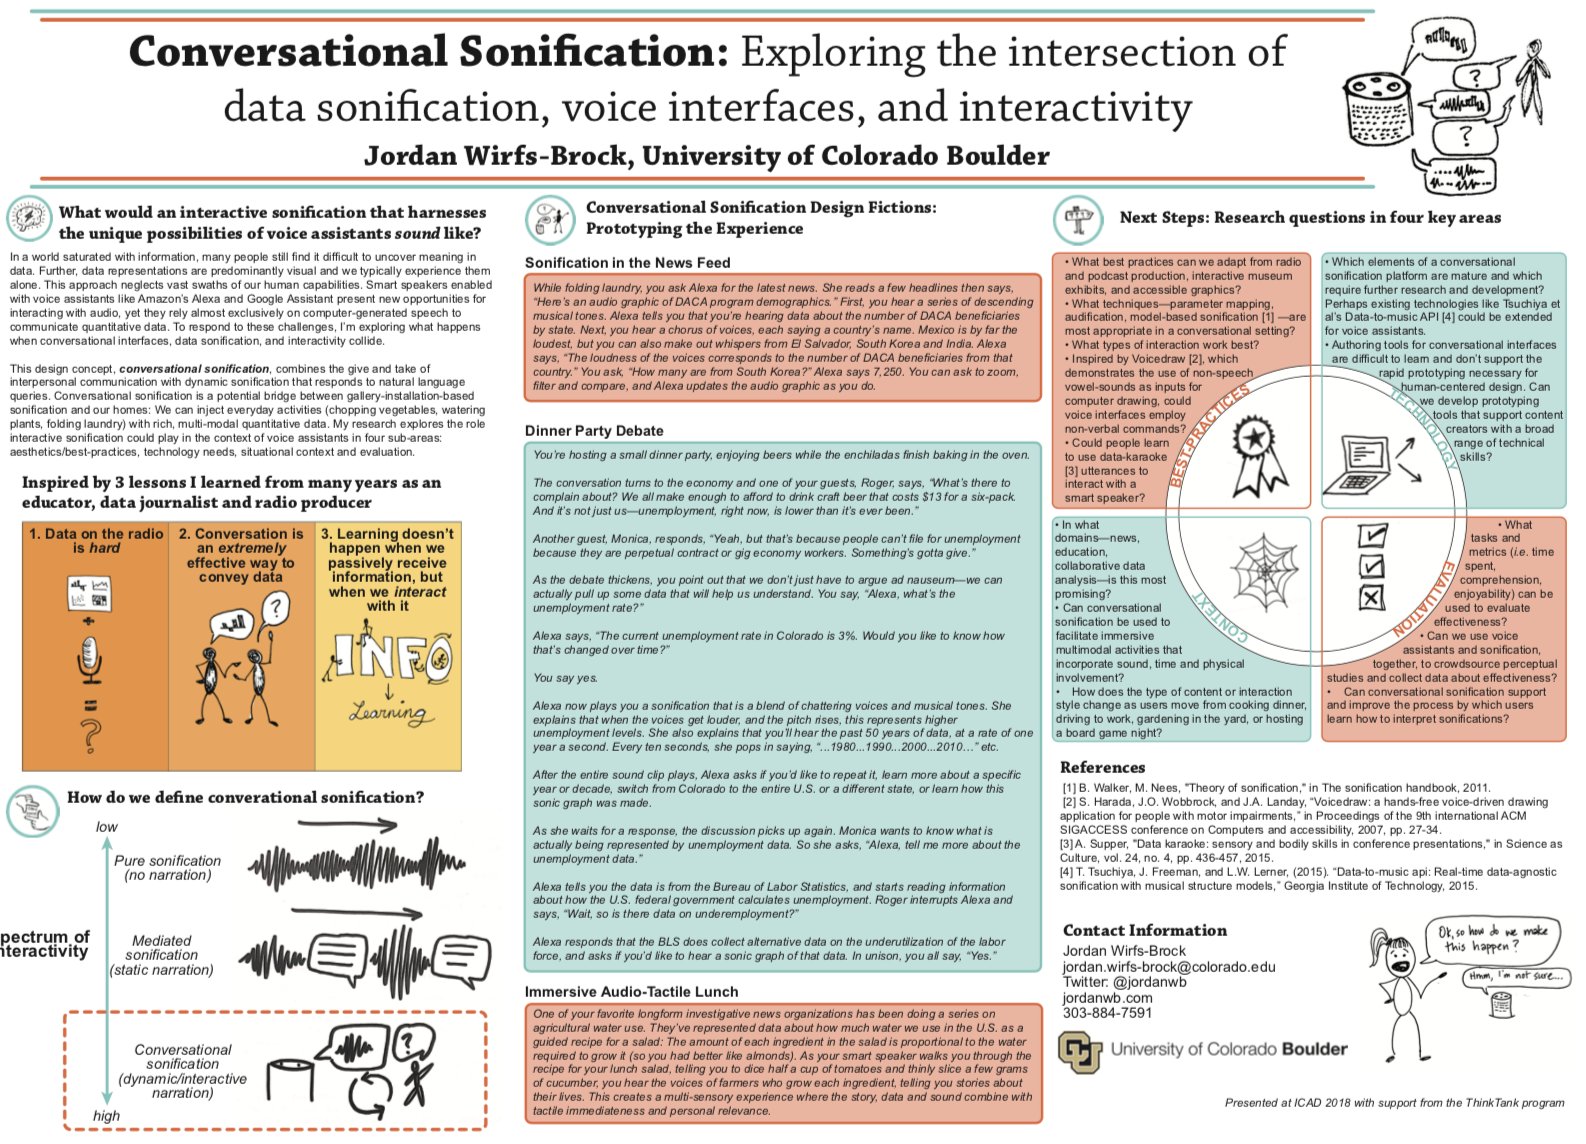 Conversational Sonification: Exploring the intersection of
data sonification, voice interfaces, and interactivity
Jordan Wirfs-Brock, University of Colorado Boulder
?
?
What would an interactive sonification that harnesses
the unique possibilities of voice assistants sound like?
In a world saturated with information, many people still find it difficult to uncover meaning in
data. Further, data representations are predominantly visual and we typically experience them
alone. This approach neglects vast swaths of our human capabilities. Smart speakers enabled
with voice assistants like Amazon's Alexa and Google Assistant present new opportunities for
interacting with audio, yet they rely almost exclusively on computer-generated speech to
communicate quantitative data. To respond to these challenges, I'm exploring what happens
when conversational interfaces, data sonification, and interactivity collide.
This design concept, conversational sonification, combines the give and take of
interpersonal communication with dynamic sonification that responds to natural language
queries. Conversational sonification is a potential bridge between gallery-installation-based
sonification and our homes: We can inject everyday activities (chopping vegetables, watering
plants, folding laundry) with rich, multi-modal quantitative data. My research explores the role
interactive sonification could play in the context of voice assistants in four sub-areas:
aesthetics/best-practices, technology needs, situational context and evaluation.
Inspired by 3 lessons I learned from many years as an
educator, data journalist and radio producer
1. Data on the radio
is hard
+
=
?
2. Conversation is
an extremely
effective way to
convey data
?
3. Learning doesn't
happen when we
passively receive
information, but
when we interact
with it
INFO
Learning
How do we define converational sonification?
low
Pure sonification
(no narration)
pectrum of
nteractivity
Mediated
sonification
(static narration)
Conversational
sonification
(dynamic/interactive
narration)
?
high
Conversational Sonification Design Fictions:
Prototyping the Experience
Sonification in the News Feed
While folding laundry, you ask Alexa for the latest news. She reads a few headlines then says,
"Here's an audio graphic of DACA program demographics." First, you hear a series of descending
musical tones. Alexa tells you that you're hearing data about the number of DACA beneficiaries
by state. Next, you hear a chorus of voices, each saying a country's name. Mexico is by far the
loudest, but you can also make out whispers from El Salvador, South Korea and India. Alexa
says, "The loudness of the voices corresponds to the number of DACA beneficiaries from that
country." You ask, "How many are from South Korea?" Alexa says 7,250. You can ask to zoom,
filter and compare, and Alexa updates the audio graphic as you do.
Dinner Party Debate
You're hosting a small dinner party, enjoying beers while the enchiladas finish baking in the oven.
The conversation turns to the economy and one of your guests, Roger, says, "What's there to
complain about? We all make enough to afford to drink craft beer that costs $13 for a six-pack.
And it's not just us—unemployment, right now, is lower than it's ever been."
Another guest, Monica, responds, "Yeah, but that's because people can't file for unemployment
because they are perpetual contract or gig economy workers. Something's gotta give."
As the debate thickens, you point out that we don't just have to argue ad nauseum—we can
actually pull up some data that will help us understand. You say, "Alexa, what's the
unemployment rate?"
Alexa says, "The current unemployment rate in Colorado is 3%. Would you like to know how
that's changed over time?"
You say yes.
Alexa now plays you a sonification that is a blend of chattering voices and musical tones. She
explains that when the voices get louder, and the pitch rises, this represents higher
unemployment levels. She also explains that you'll hear the past 50 years of data, at a rate of one
year a second. Every ten seconds, she pops in saying, "...1980...1990...2000...2010..." etc.
After the entire sound clip plays, Alexa asks if you'd like to repeat it, learn more about a specific
year or decade, switch from Colorado to the entire U.S. or a different state, or learn how this
sonic graph was made.
As she waits for a response, the discussion picks up again. Monica wants to know what is
actually being represented by unemployment data. So she asks, "Alexa, tell me more about the
unemployment data."
Alexa tells you the data is from the Bureau of Labor Statistics, and starts reading information
about how the U.S. federal government calculates unemployment. Roger interrupts Alexa and
says, "Wait, so is there data on underemployment?"
Alexa responds that the BLS does collect alternative data on the underutilization of the labor
force, and asks if you'd like to hear a sonic graph of that data. In unison, you all say, "Yes."
Immersive Audio-Tactile Lunch
One of your favorite longform investigative news organizations has been doing a series on
agricultural water use. They've represented data about how much water we use in the U.S. as a
guided recipe for a salad: The amount of each ingredient in the salad is proportional to the water
required to grow it (so you had better like almonds). As your smart speaker walks you through the
recipe for your lunch salad, telling you to dice half a cup of tomatoes and thinly slice a few grams
of cucumber, you hear the voices of farmers who grow each ingredient, telling you stories about
their lives. This creates a multi-sensory experience where the story, data and sound combine with
tactile immediateness and personal relevance.
Next Steps: Research questions in four key areas
• What best practices can we adapt from radio
and podcast production, interactive museum
exhibits, and accessible graphics?
• What techniques—parameter mapping,
audification, model-based sonification [1] —are
most appropriate in a conversational setting?
• What types of interaction work best?
• Inspired by Voicedraw [2], which
demonstrates the use of non-speech
vowel-sounds as inputs for
computer drawing, could
voice interfaces employ
non-verbal commands?
• Could people learn
to use data-karaoke
[3] utterances to
interact with a
smart speaker?
BEST-PRACTICES
• Which elements of a conversational
sonification platform are mature and which
require further research and development?
Perhaps existing technologies like Tsuchiya et
al's Data-to-music API [4] could be extended
for voice assistants.
• Authoring tools for conversational interfaces
are difficult to learn and don't support the
rapid prototyping necessary for
human-centered design. Can
we develop prototyping
tools that support content
creators with a broad
range of technical
skills?
TECHNOLOGY
• In what
domains—news,
education,
collaborative data
analysis—is this most
promising?
• Can conversational
sonification be used to
facilitate immersive
multimodal activities that
incorporate sound, time and physical
involvement?
• How does the type of content or interaction
style change as users move from cooking dinner,
driving to work, gardening in the yard, or hosting
a board game night?
CONTEXT
• What
tasks and
metrics (i.e. time
spent,
comprehension,
enjoyability) can be
used to evaluate
effectiveness?
• Can we use voice
assistants and sonification,
together, to crowdsource perceptual
studies and collect data about effectiveness?
• Can conversational sonification support
and improve the process by which users
learn how to interpret sonifications?
EVALUATION
References
[1] B. Walker, M. Nees, "Theory of sonification," in The sonification handbook, 2011.
[2] S. Harada, J.O. Wobbrock, and J.A. Landay, "Voicedraw: a hands-free voice-driven drawing
application for people with motor impairments," in Proceedings of the 9th international ACM
SIGACCESS conference on Computers and accessibility, 2007, pp. 27-34.
[3] A. Supper, "Data karaoke: sensory and bodily skills in conference presentations," in Science as
Culture, vol. 24, no. 4, pp. 436-457, 2015.
[4] T. Tsuchiya, J. Freeman, and L.W. Lerner, (2015). "Data-to-music api: Real-time data-agnostic
sonification with musical structure models," Georgia Institute of Technology, 2015.
Contact Information
Jordan Wirfs-Brock
jordan.wirfs-brock@colorado.edu
Twitter: @jordanwb
jordanwb.com
303-884-7591
CU
University of Colorado Boulder
Ok, so how do we make
this happen?
Hmm, I'm not sure...
Presented at ICAD 2018 with support from the ThinkTank program